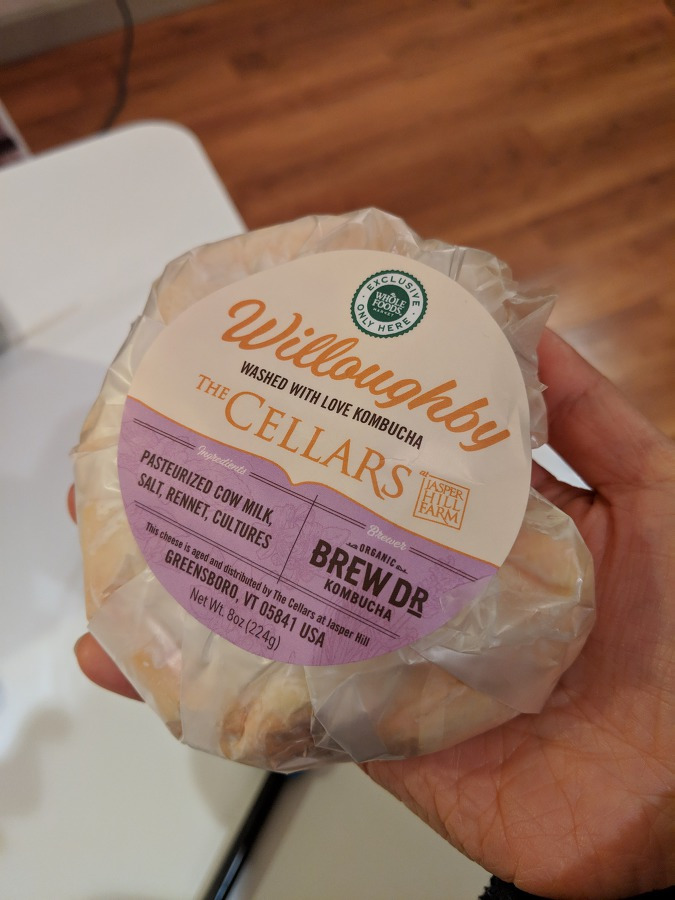 EXCLUSIVE
WHOLE
FOODS
MARKET
ONLY HERE
Willoughby
WASHED WITH LOVE KOMBUCHA
THE CELLARS
at
JASPER
HILL
FARM
Ingredients
PASTEURIZED COW MILK,
SALT, RENNET, CULTURES
Brewer
ORGANIC
BREW DR
KOMBUCHA
This cheese is aged and distributed by The Cellars at Jasper Hill
GREENSBORO, VT 05841 USA
Net Wt. 8oz (224g)